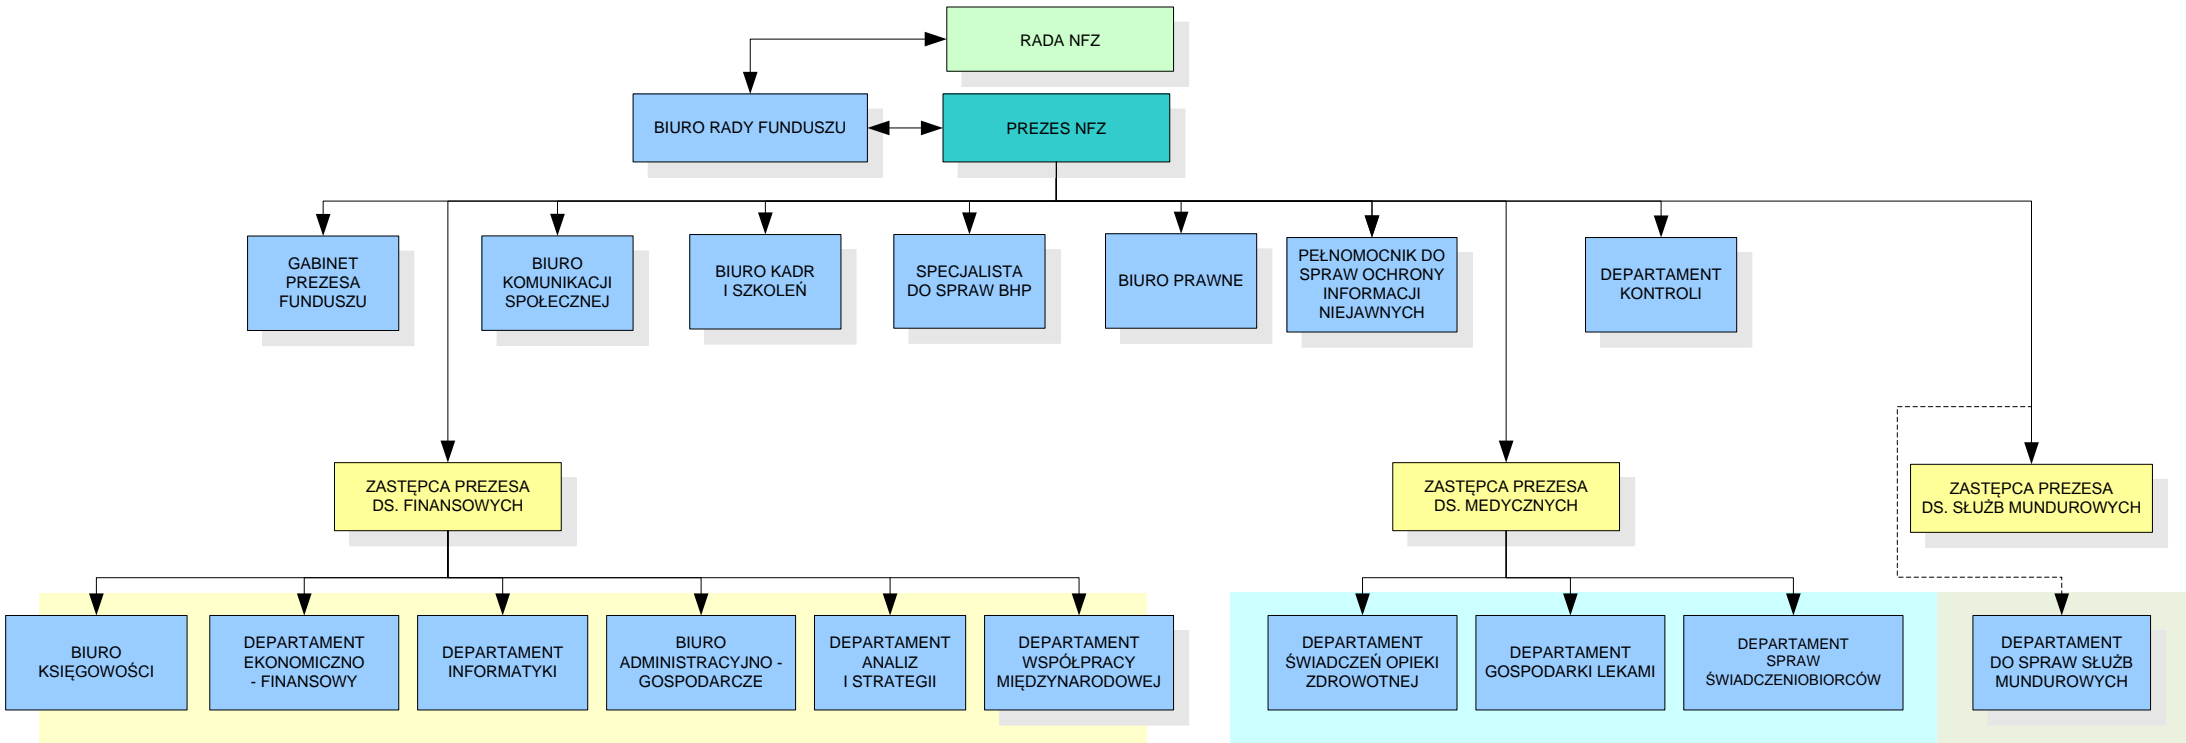 RADA NFZ
BIURO RADY FUNDUSZU
PREZES NFZ
GABINET
PREZESA
FUNDUSZU
BIURO
KOMUNIKACJI
SPOŁECZNEJ
BIURO KADR
I SZKOLEŃ
SPECJALISTA
DO SPRAW BHP
BIURO PRAWNE
PEŁNOMOCNIK DO
SPRAW OCHRONY
INFORMACJI
NIEJAWNYCH
DEPARTAMENT
KONTROLI
ZASTĘPCA PREZESA
DS. FINANSOWYCH
ZASTĘPCA PREZESA
DS. MEDYCZNYCH
ZASTĘPCA PREZESA
DS. SŁUŻB MUNDUROWYCH
BIURO
KSIĘGOWOŚCI
DEPARTAMENT
EKONOMICZNO
- FINANSOWY
DEPARTAMENT
INFORMATYKI
BIURO
ADMINISTRACYJNO -
GOSPODARCZE
DEPARTAMENT
ANALIZ
I STRATEGII
DEPARTAMENT
WSPÓŁPRACY
MIĘDZYNARODOWEJ
DEPARTAMENT
ŚWIADCZEŃ OPIEKI
ZDROWOTNEJ
DEPARTAMENT
GOSPODARKI LEKAMI
DEPARTAMENT
SPRAW
ŚWIADCZENIOBIORCÓW
DEPARTAMENT
DO SPRAW SŁUŻB
MUNDUROWYCH